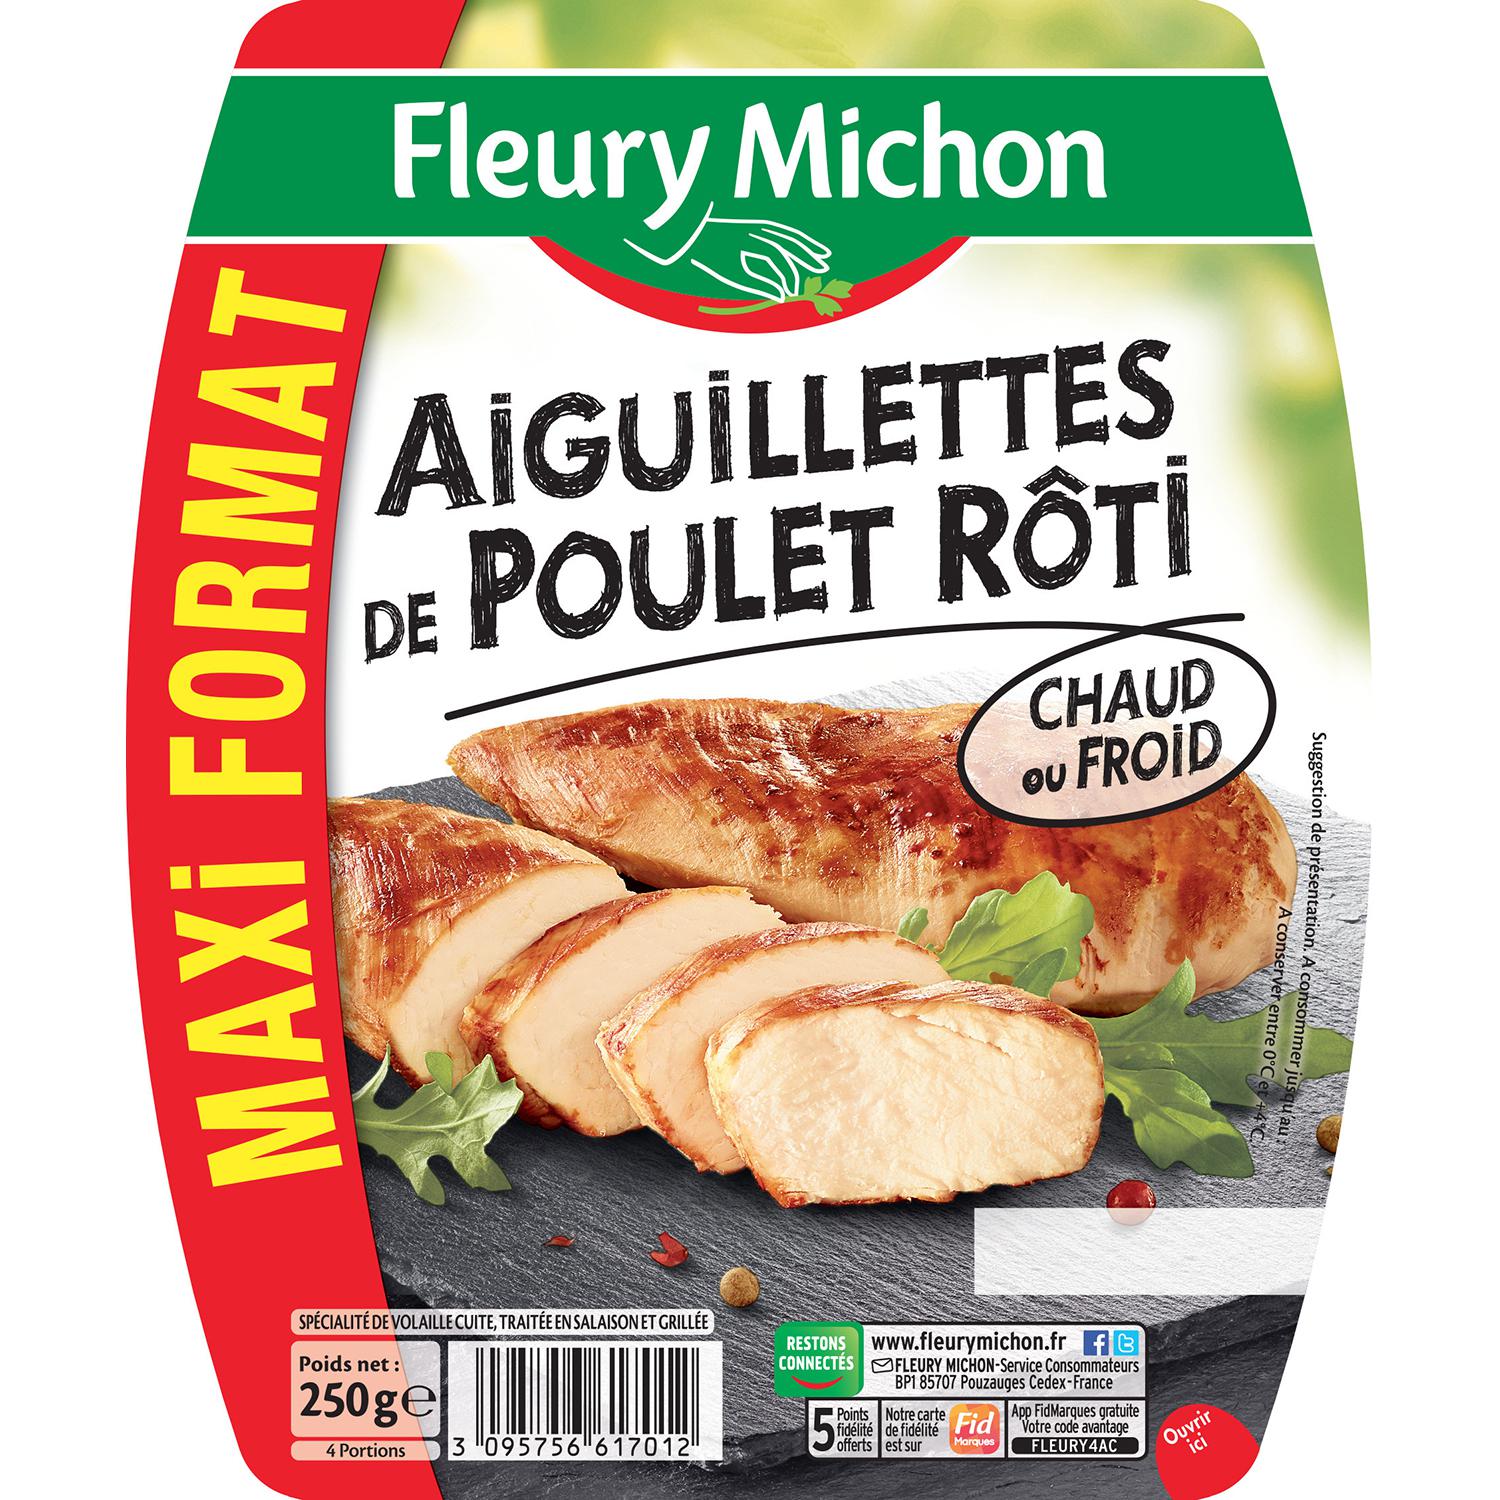 Fleury Michon
MAXi FORMAT
AiGUiLLETTES
DE POULET RÔTi
CHAUD
OU FROiD
Suggestion de présentation. A consommer jusqu'au :
A conserver entre 0°C et +4°C.
SPÉCIALITÉ DE VOLAILLE CUITE, TRAITÉE EN SALAISON ET GRILLÉE
Poids net :
250g e
4 Portions
3 095756 617012
RESTONS
CONNECTÉS
www.fleurymichon.fr
FLEURY MICHON-Service Consommateurs
BP1 85707 Pouzauges Cedex-France
5 Points
fidélité
offerts
Notre carte
de fidélité
est sur
Fid
Marques
App FidMarques gratuite
Votre code avantage
FLEURY4AC
Ouvrir
ici